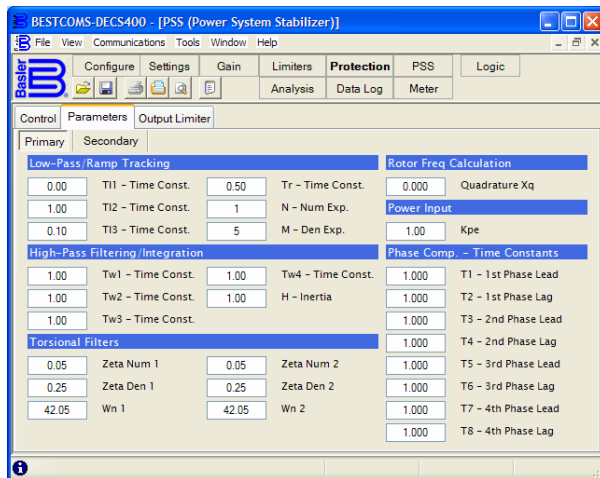 BESTCOMS-DECS400 - [PSS (Power System Stabilizer)]
File View Communications Tools Window Help
Basler
Configure Settings Gain Limiters Protection PSS Logic
Analysis Data Log Meter
Control Parameters Output Limiter
Primary Secondary
Low-Pass/Ramp Tracking
0.00 Tl1 - Time Const. 0.50 Tr - Time Const.
1.00 Tl2 - Time Const. 1 N - Num Exp.
0.10 Tl3 - Time Const. 5 M - Den Exp.
High-Pass Filtering/Integration
1.00 Tw1 - Time Const. 1.00 Tw4 - Time Const.
1.00 Tw2 - Time Const. 1.00 H - Inertia
1.00 Tw3 - Time Const.
Torsional Filters
0.05 Zeta Num 1 0.05 Zeta Num 2
0.25 Zeta Den 1 0.25 Zeta Den 2
42.05 Wn 1 42.05 Wn 2
Rotor Freq Calculation
0.000 Quadrature Xq
Power Input
1.00 Kpe
Phase Comp. - Time Constants
1.000 T1 - 1st Phase Lead
1.000 T2 - 1st Phase Lag
1.000 T3 - 2nd Phase Lead
1.000 T4 - 2nd Phase Lag
1.000 T5 - 3rd Phase Lead
1.000 T6 - 3rd Phase Lag
1.000 T7 - 4th Phase Lead
1.000 T8 - 4th Phase Lag